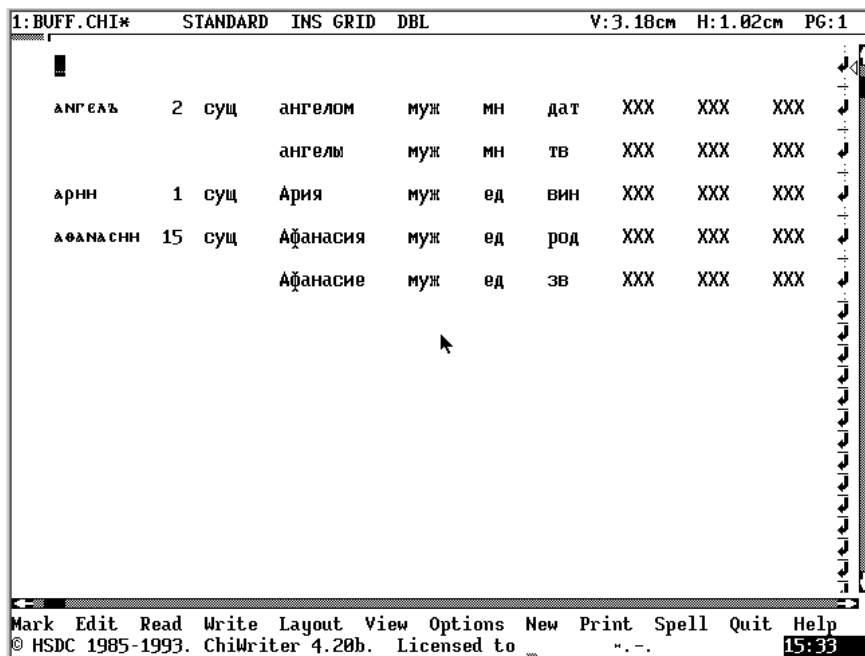 1:BUFF.CHI* STANDARD INS GRID DBL V:3.18cm H:1.02cm PG:1
ангелъ 2 сущ ангелом муж мн дат XXX XXX XXX
ангелы муж мн тв XXX XXX XXX
арии 1 сущ Ария муж ед вин XXX XXX XXX
аѳанасии 15 сущ Афанасия муж ед род XXX XXX XXX
Афанасие муж ед зв XXX XXX XXX
Mark Edit Read Write Layout View Options New Print Spell Quit Help
© HSDC 1985-1993. ChiWriter 4.20b. Licensed to
15:33